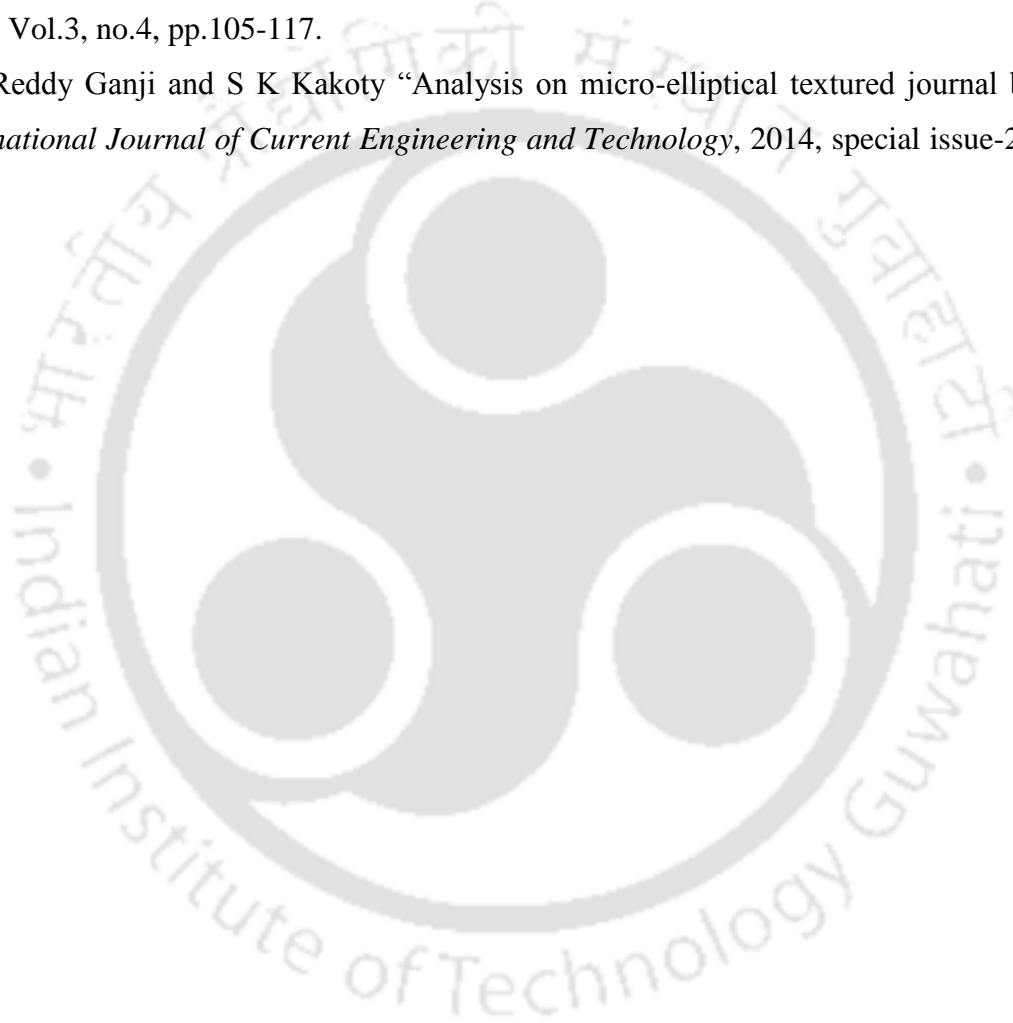 Vol.3, no.4, pp.105-117.
Reddy Ganji and S K Kakoty “Analysis on micro-elliptical textured journal b
national Journal of Current Engineering and Technology, 2014, special issue-2
भारतीय प्रौद्योगिकी संस्थान गुवाहाटी
Indian Institute of Technology Guwahati